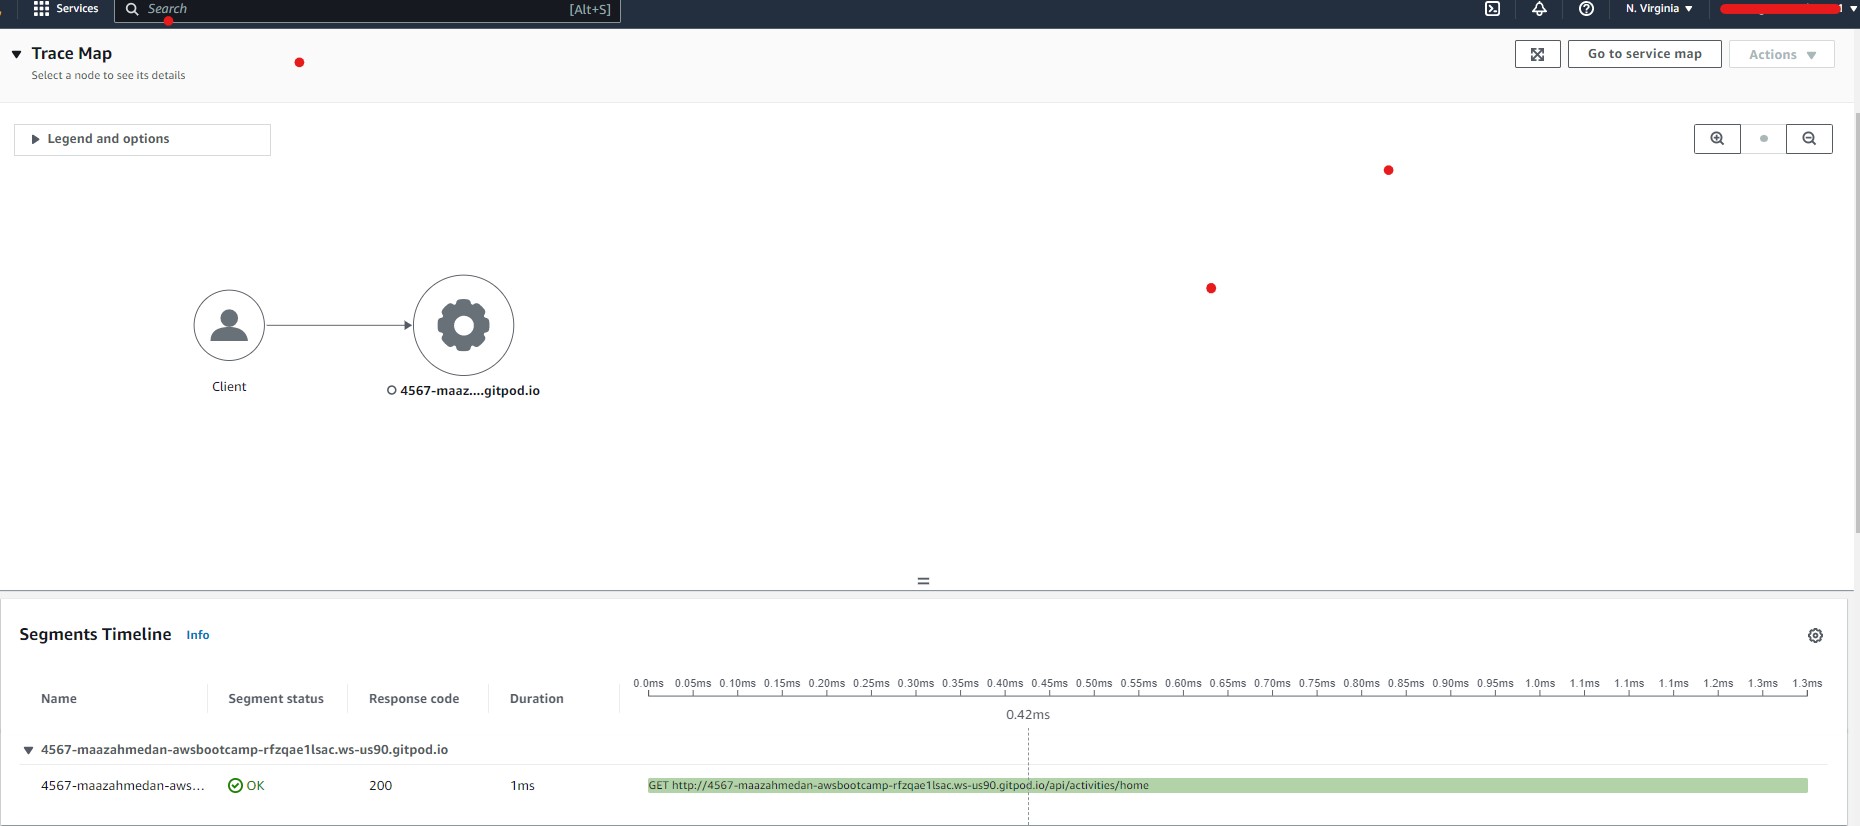 Services Search [Alt+S] N. Virginia
Trace Map
Select a node to see its details
Go to service map Actions
Legend and options
Client
4567-maaz....gitpod.io
Segments Timeline Info
Name Segment status Response code Duration
0.0ms 0.05ms 0.10ms 0.15ms 0.20ms 0.25ms 0.30ms 0.35ms 0.40ms 0.45ms 0.50ms 0.55ms 0.60ms 0.65ms 0.70ms 0.75ms 0.80ms 0.85ms 0.90ms 0.95ms 1.0ms 1.1ms 1.1ms 1.1ms 1.2ms 1.3ms 1.3ms
0.42ms
4567-maazahmedan-awsbootcamp-rfzqae1lsac.ws-us90.gitpod.io
4567-maazahmedan-aws... OK 200 1ms GET http://4567-maazahmedan-awsbootcamp-rfzqae1lsac.ws-us90.gitpod.io/api/activities/home